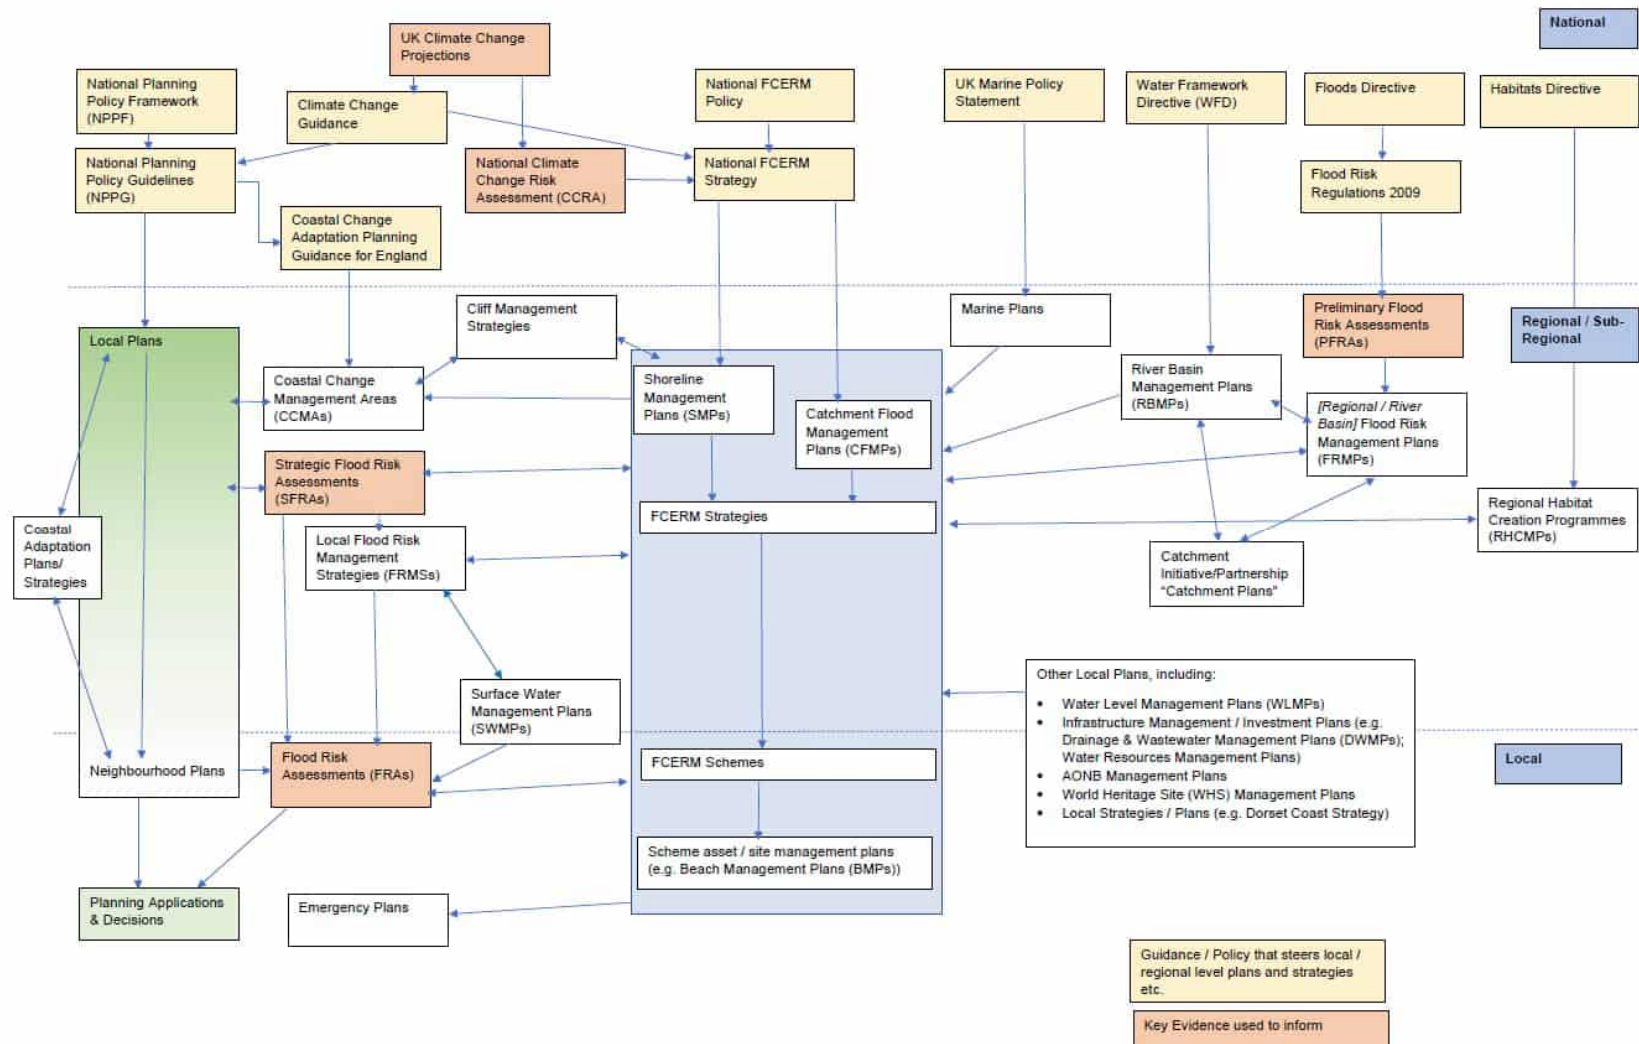 National
UK Climate Change
Projections
National Planning
Policy Framework
(NPPF)
Climate Change
Guidance
National FCERM
Policy
UK Marine Policy
Statement
Water Framework
Directive (WFD)
Floods Directive
Habitats Directive
National Planning
Policy Guidelines
(NPPG)
National Climate
Change Risk
Assessment (CCRA)
National FCERM
Strategy
Flood Risk
Regulations 2009
Coastal Change
Adaptation Planning
Guidance for England
Cliff Management
Strategies
Marine Plans
Preliminary Flood
Risk Assessments
(PFRAs)
Regional / Sub-
Regional
Local Plans
Coastal Change
Management Areas
(CCMAs)
Shoreline
Management
Plans (SMPs)
Catchment Flood
Management
Plans (CFMPs)
River Basin
Management Plans
(RBMPs)
[Regional / River
Basin] Flood Risk
Management Plans
(FRMPs)
Strategic Flood Risk
Assessments
(SFRAs)
FCERM Strategies
Regional Habitat
Creation Programmes
(RHCMPs)
Coastal
Adaptation
Plans/
Strategies
Local Flood Risk
Management
Strategies (FRMSs)
Catchment
Initiative/Partnership
“Catchment Plans”
Surface Water
Management Plans
(SWMPs)
Other Local Plans, including:
• Water Level Management Plans (WLMPs)
• Infrastructure Management / Investment Plans (e.g.
Drainage & Wastewater Management Plans (DWMPs);
Water Resources Management Plans)
• AONB Management Plans
• World Heritage Site (WHS) Management Plans
• Local Strategies / Plans (e.g. Dorset Coast Strategy)
Neighbourhood Plans
Flood Risk
Assessments (FRAs)
FCERM Schemes
Local
Scheme asset / site management plans
(e.g. Beach Management Plans (BMPs))
Planning Applications
& Decisions
Emergency Plans
Guidance / Policy that steers local /
regional level plans and strategies
etc.
Key Evidence used to inform